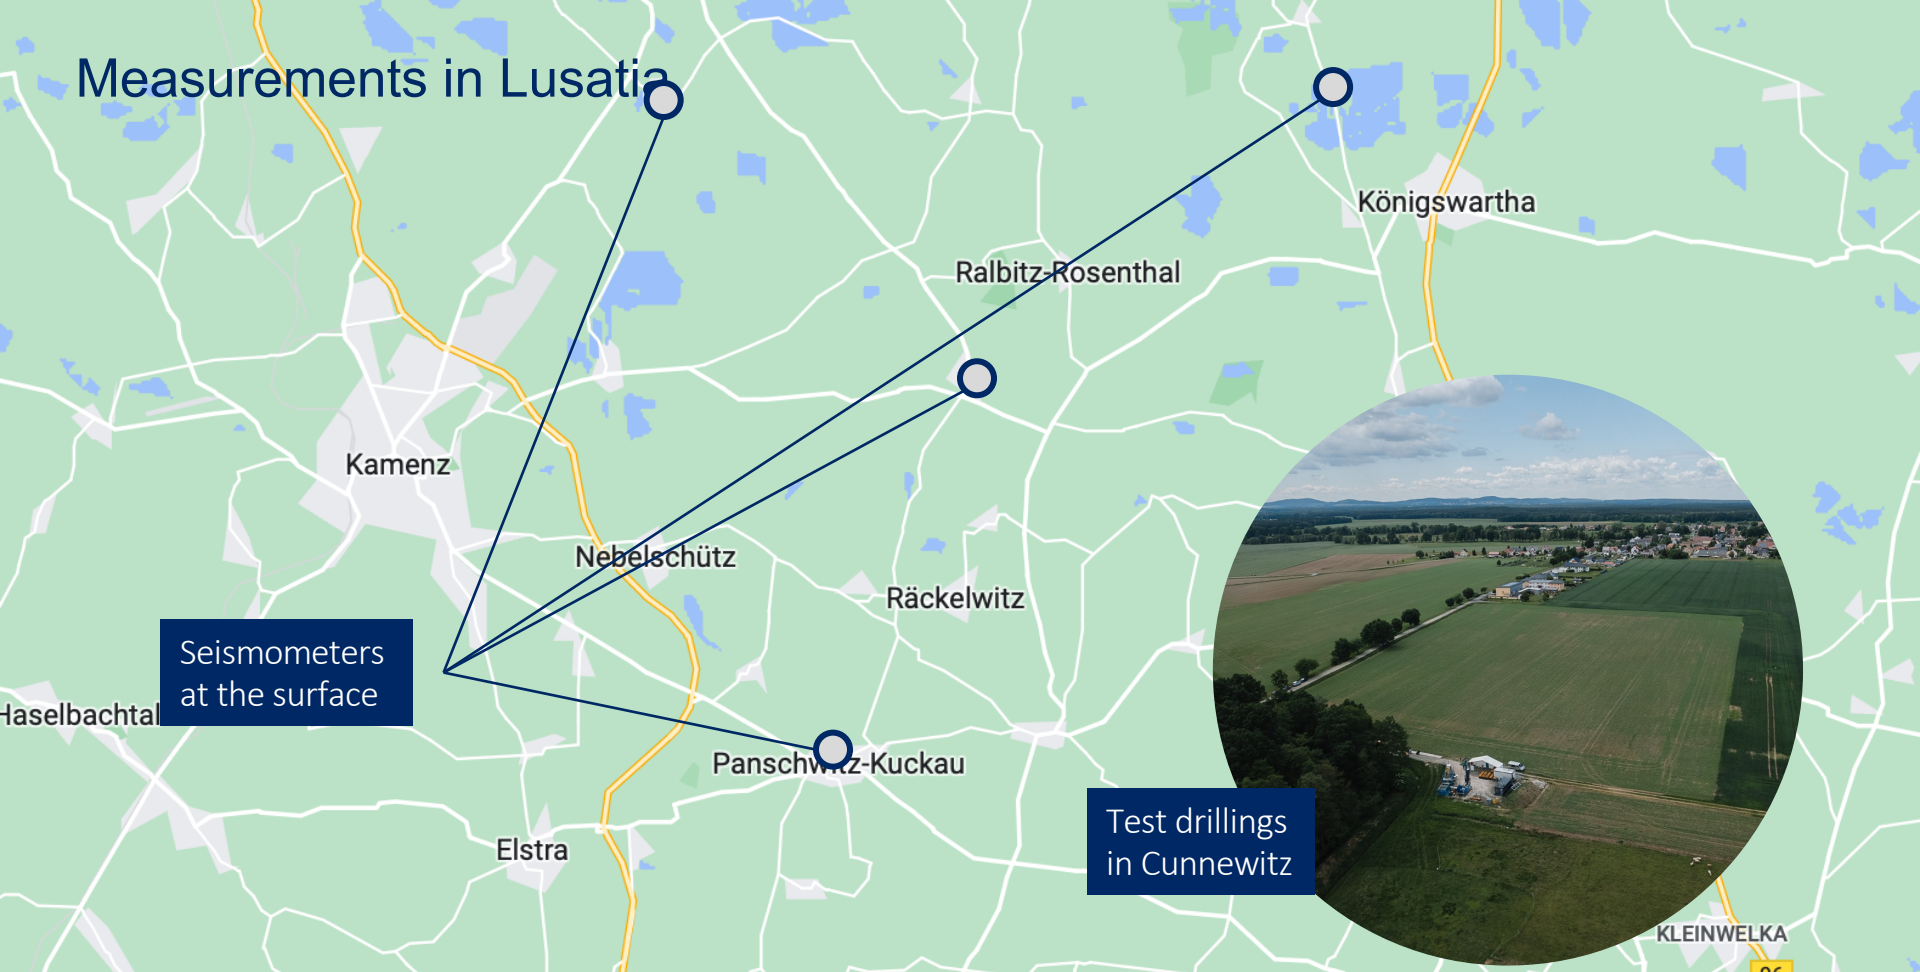 Measurements in Lusatia
Königswartha
Ralbitz-Rosenthal
Kamenz
Nebelschütz
Räckelwitz
Seismometers
at the surface
Haselbachtal
Panschwitz-Kuckau
Test drillings
in Cunnewitz
Elstra
KLEINWELKA
96